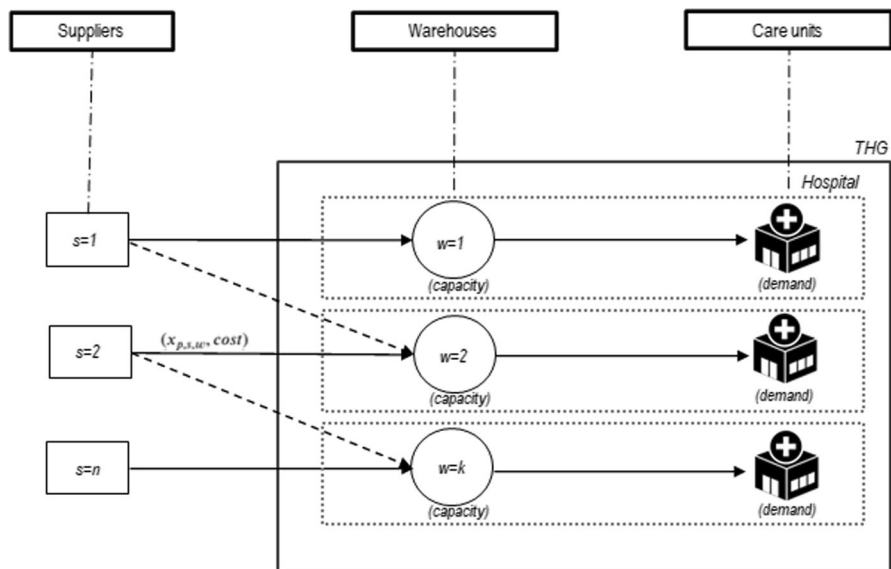 Suppliers
Warehouses
Care units
THG
Hospital
s=1
w=1
(capacity)
(demand)
s=2
(x_{p,s,w}, cost)
w=2
(capacity)
(demand)
s=n
w=k
(capacity)
(demand)